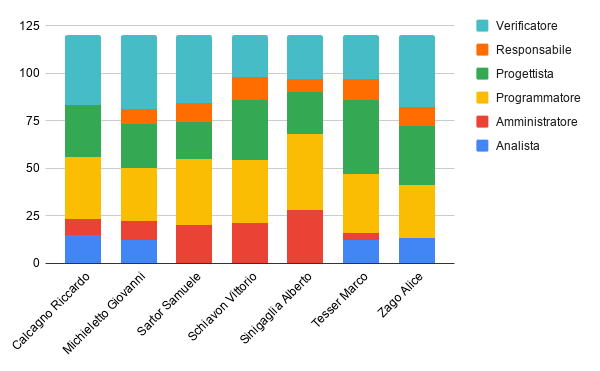 125
100
75
50
25
0
Calcagno Riccardo
Michieletto Giovanni
Sartor Samuele
Schiavon Vittorio
Sinigaglia Alberto
Tesser Marco
Zago Alice
Verificatore
Responsabile
Progettista
Programmatore
Amministratore
Analista